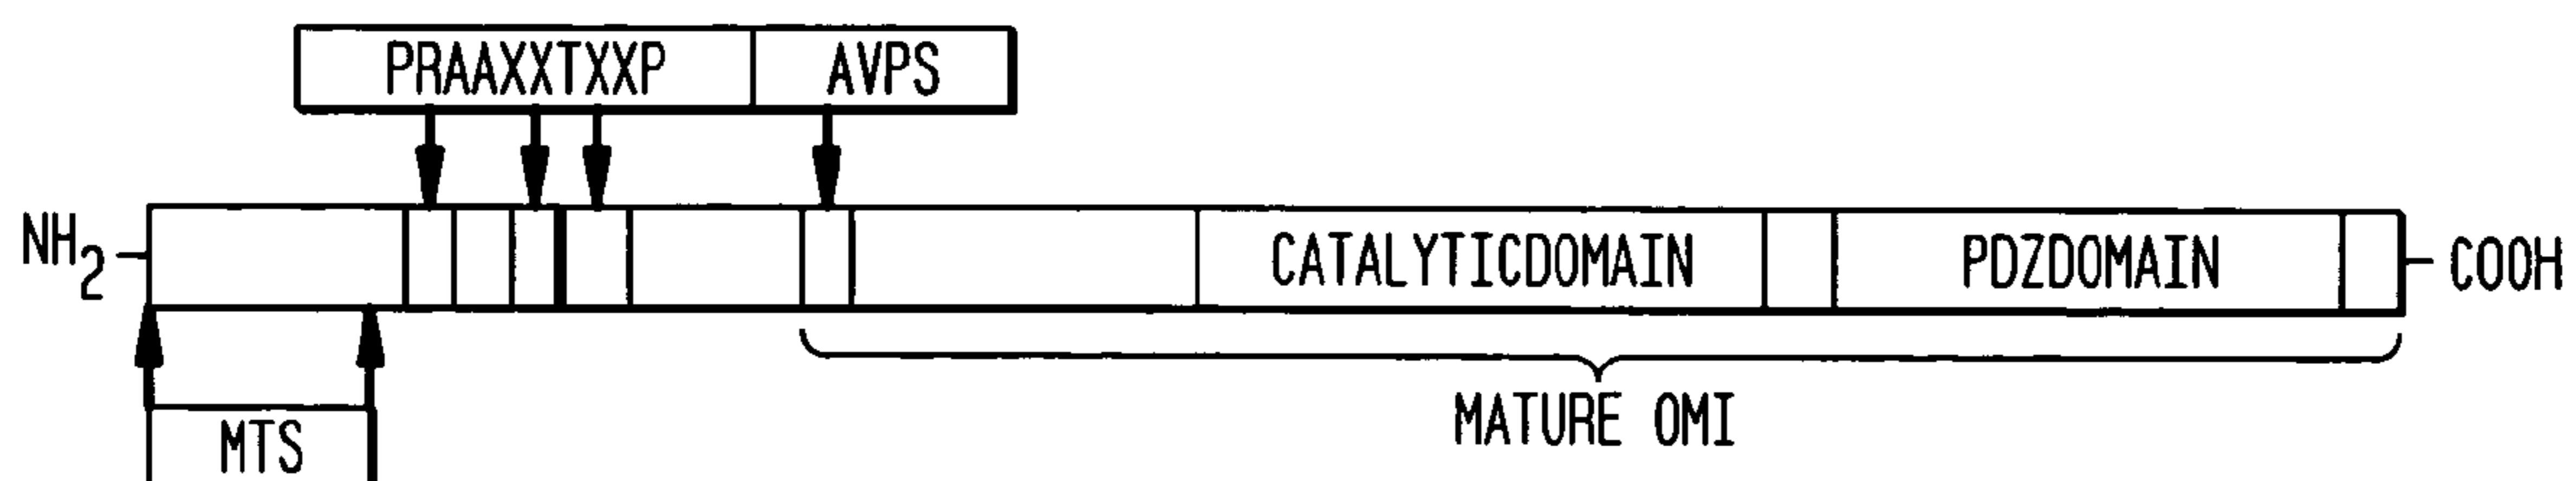 PRAAXXTXXP AVPS
NH2 CATALYTICDOMAIN PDZDOMAIN COOH
MATURE OMI
MTS